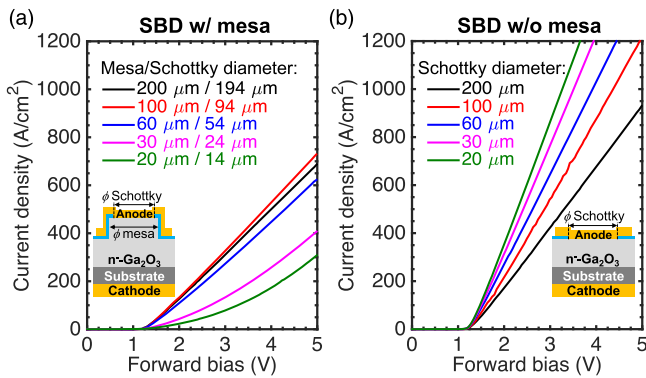 (a) SBD w/ mesa
Current density (A/cm²)
1200
1000
800
600
400
200
0
Mesa/Schottky diameter:
200 μm / 194 μm
100 μm / 94 μm
60 μm / 54 μm
30 μm / 24 μm
20 μm / 14 μm
ϕ Schottky
Anode
ϕ mesa
n⁻-Ga₂O₃
Substrate
Cathode
0 1 2 3 4 5
Forward bias (V)
(b) SBD w/o mesa
Current density (A/cm²)
1200
1000
800
600
400
200
0
Schottky diameter:
200 μm
100 μm
60 μm
30 μm
20 μm
ϕ Schottky
Anode
n⁻-Ga₂O₃
Substrate
Cathode
0 1 2 3 4 5
Forward bias (V)